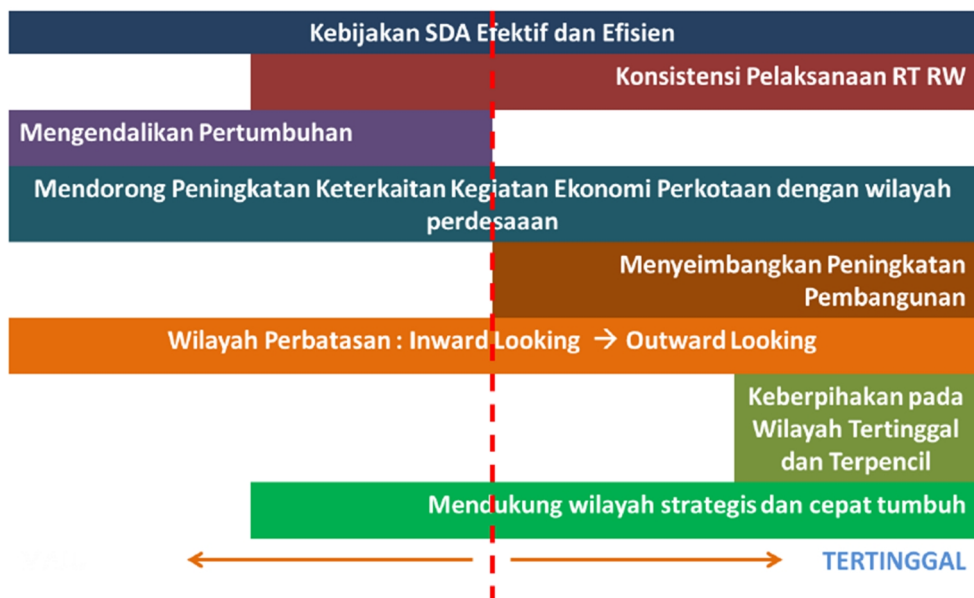 Kebijakan SDA Efektif dan Efisien
Konsistensi Pelaksanaan RT RW
Mengendalikan Pertumbuhan
Mendorong Peningkatan Keterkaitan Kegiatan Ekonomi Perkotaan dengan wilayah
perdesaaan
Menyeimbangkan Peningkatan
Pembangunan
Wilayah Perbatasan : Inward Looking → Outward Looking
Keberpihakan pada
Wilayah Tertinggal
dan Terpencil
Mendukung wilayah strategis dan cepat tumbuh
TERTINGGAL